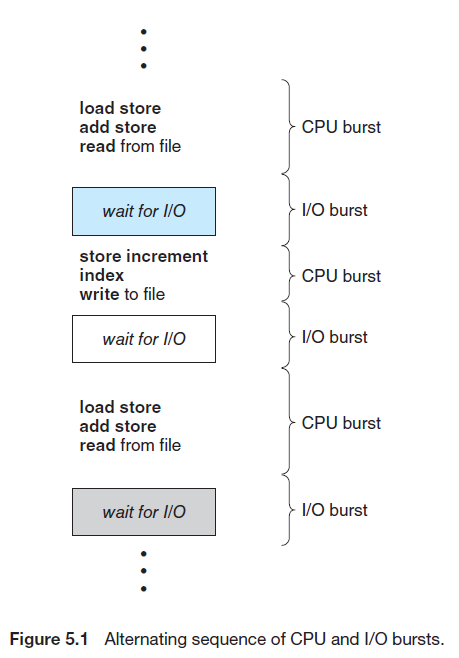 load store
add store
read from file
CPU burst
wait for I/O
I/O burst
store increment
index
write to file
CPU burst
wait for I/O
I/O burst
load store
add store
read from file
CPU burst
wait for I/O
I/O burst
Figure 5.1 Alternating sequence of CPU and I/O bursts.